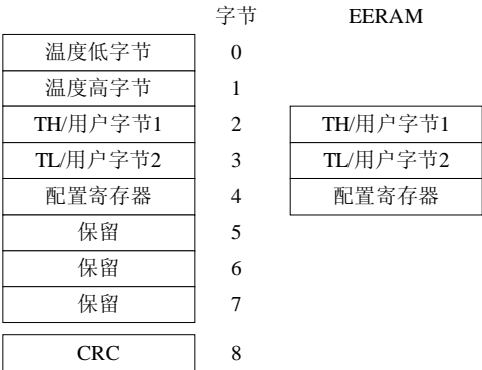 字节 EERAM
温度低字节 0
温度高字节 1
TH/用户字节1 2 TH/用户字节1
TL/用户字节2 3 TL/用户字节2
配置寄存器 4 配置寄存器
保留 5
保留 6
保留 7
CRC 8